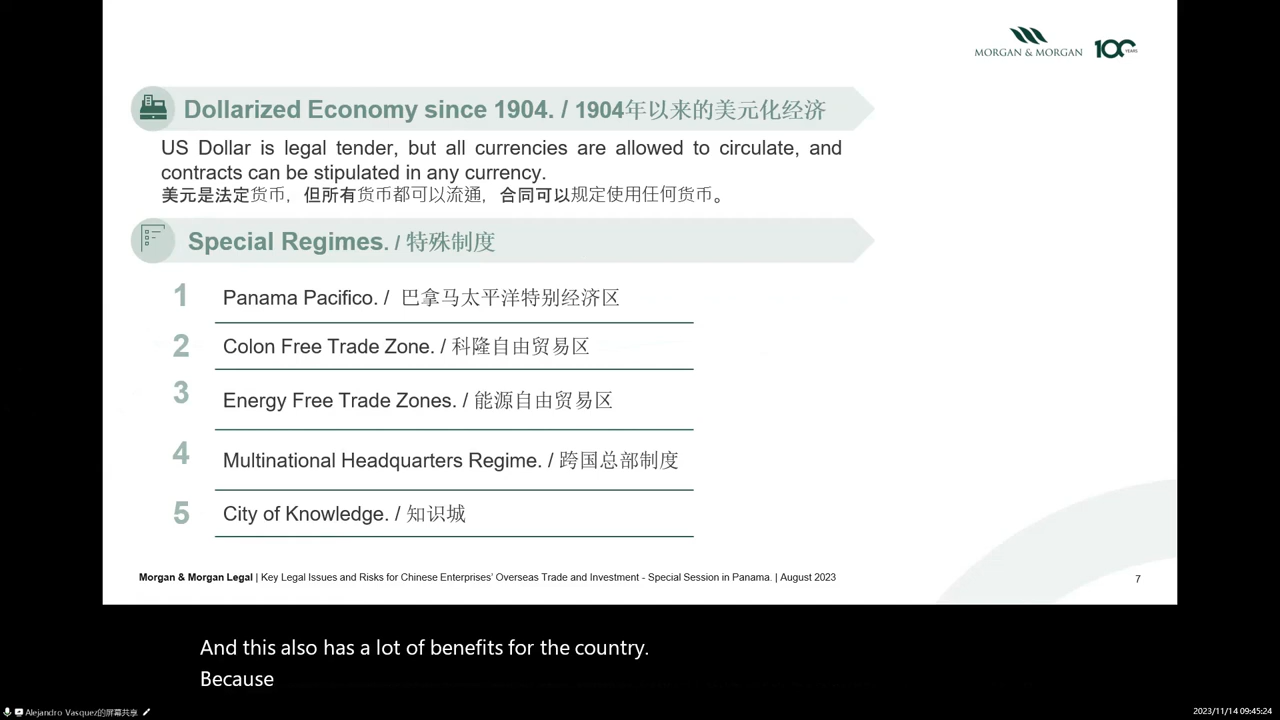 MORGAN & MORGAN 100 YEARS
Dollarized Economy since 1904. / 1904年以来的美元化经济
US Dollar is legal tender, but all currencies are allowed to circulate, and
contracts can be stipulated in any currency.
美元是法定货币，但所有货币都可以流通，合同可以规定使用任何货币。
Special Regimes. / 特殊制度
1 Panama Pacifico. / 巴拿马太平洋特别经济区
2 Colon Free Trade Zone. / 科隆自由贸易区
3 Energy Free Trade Zones. / 能源自由贸易区
4 Multinational Headquarters Regime. / 跨国总部制度
5 City of Knowledge. / 知识城
Morgan & Morgan Legal | Key Legal Issues and Risks for Chinese Enterprises' Overseas Trade and Investment - Special Session in Panama. | August 2023
7
And this also has a lot of benefits for the country.
Because
Alejandro Vasquez的屏幕共享
2023/11/14 09:45:24